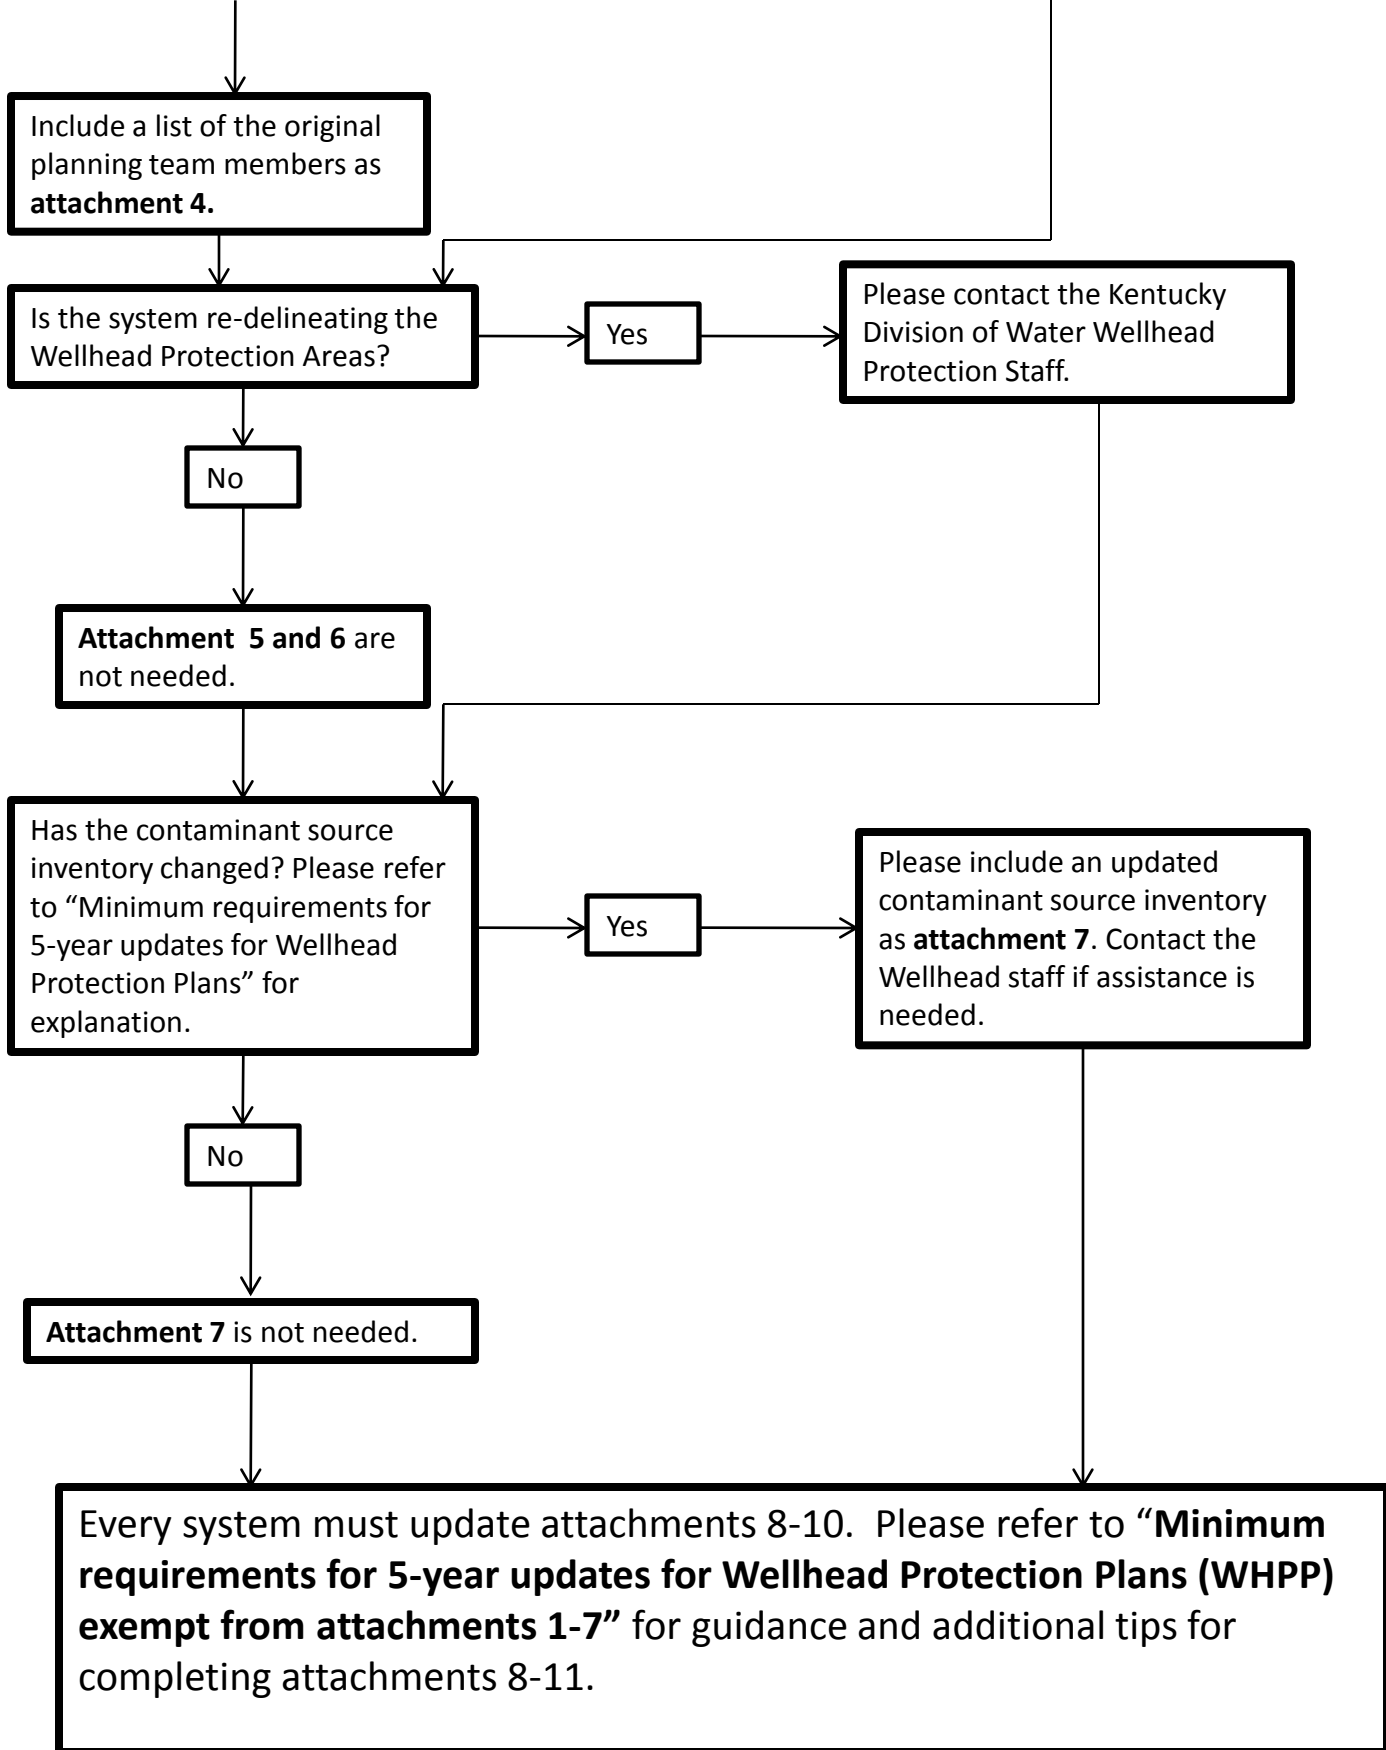 Include a list of the original
planning team members as
attachment 4.
Is the system re-delineating the
Wellhead Protection Areas?
Yes
Please contact the Kentucky
Division of Water Wellhead
Protection Staff.
No
Attachment  5 and 6 are
not needed.
Has the contaminant source
inventory changed? Please refer
to “Minimum requirements for
5-year updates for Wellhead
Protection Plans” for
explanation.
Yes
Please include an updated
contaminant source inventory
as attachment 7. Contact the
Wellhead staff if assistance is
needed.
No
Attachment 7 is not needed.
Every system must update attachments 8-10.  Please refer to “Minimum
requirements for 5-year updates for Wellhead Protection Plans (WHPP)
exempt from attachments 1-7” for guidance and additional tips for
completing attachments 8-11.